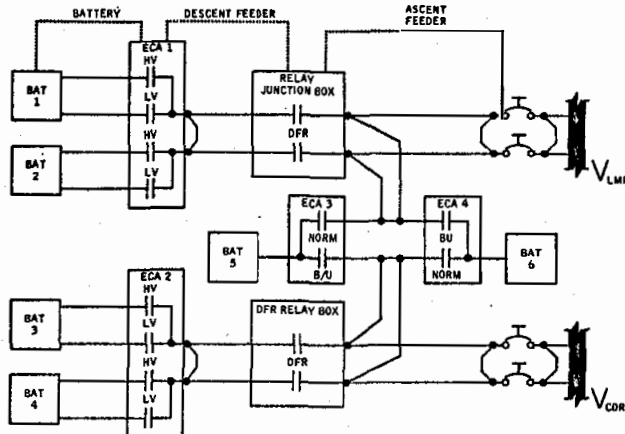 BATTERY DESCENT FEEDER ASCENT FEEDER
ECA 1
HV
BAT 1
LV
RELAY JUNCTION BOX
DFR
HV
BAT 2
LV
V LMP
ECA 3
NORM
B/U
BAT 5
ECA 4
BU
NORM
BAT 6
ECA 2
HV
BAT 3
LV
DFR RELAY BOX
DFR
HV
BAT 4
LV
V CDR